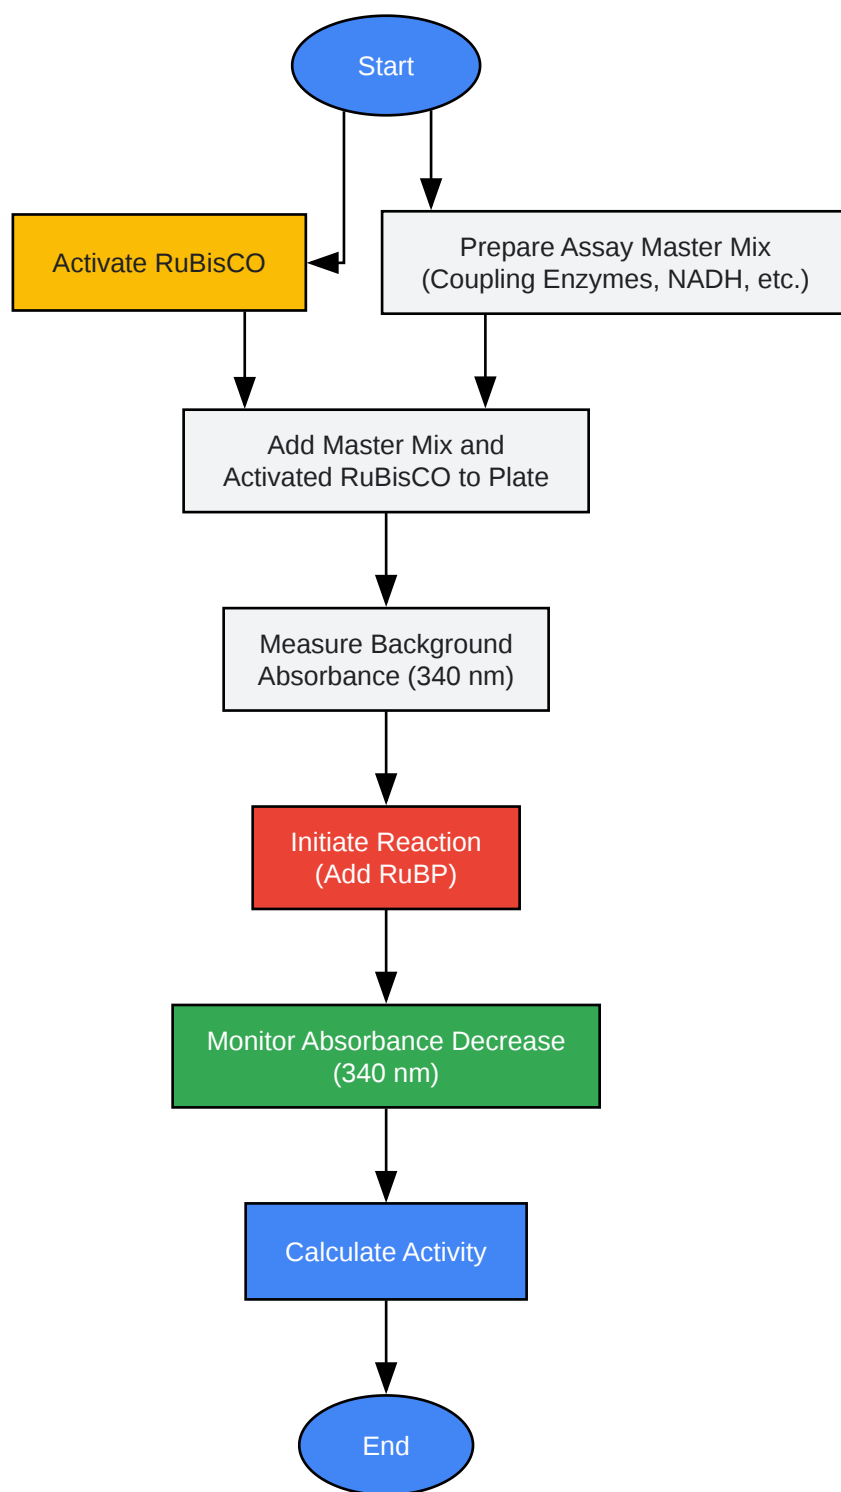 Start
Activate RuBisCO
Prepare Assay Master Mix
(Coupling Enzymes, NADH, etc.)
Add Master Mix and
Activated RuBisCO to Plate
Measure Background
Absorbance (340 nm)
Initiate Reaction
(Add RuBP)
Monitor Absorbance Decrease
(340 nm)
Calculate Activity
End